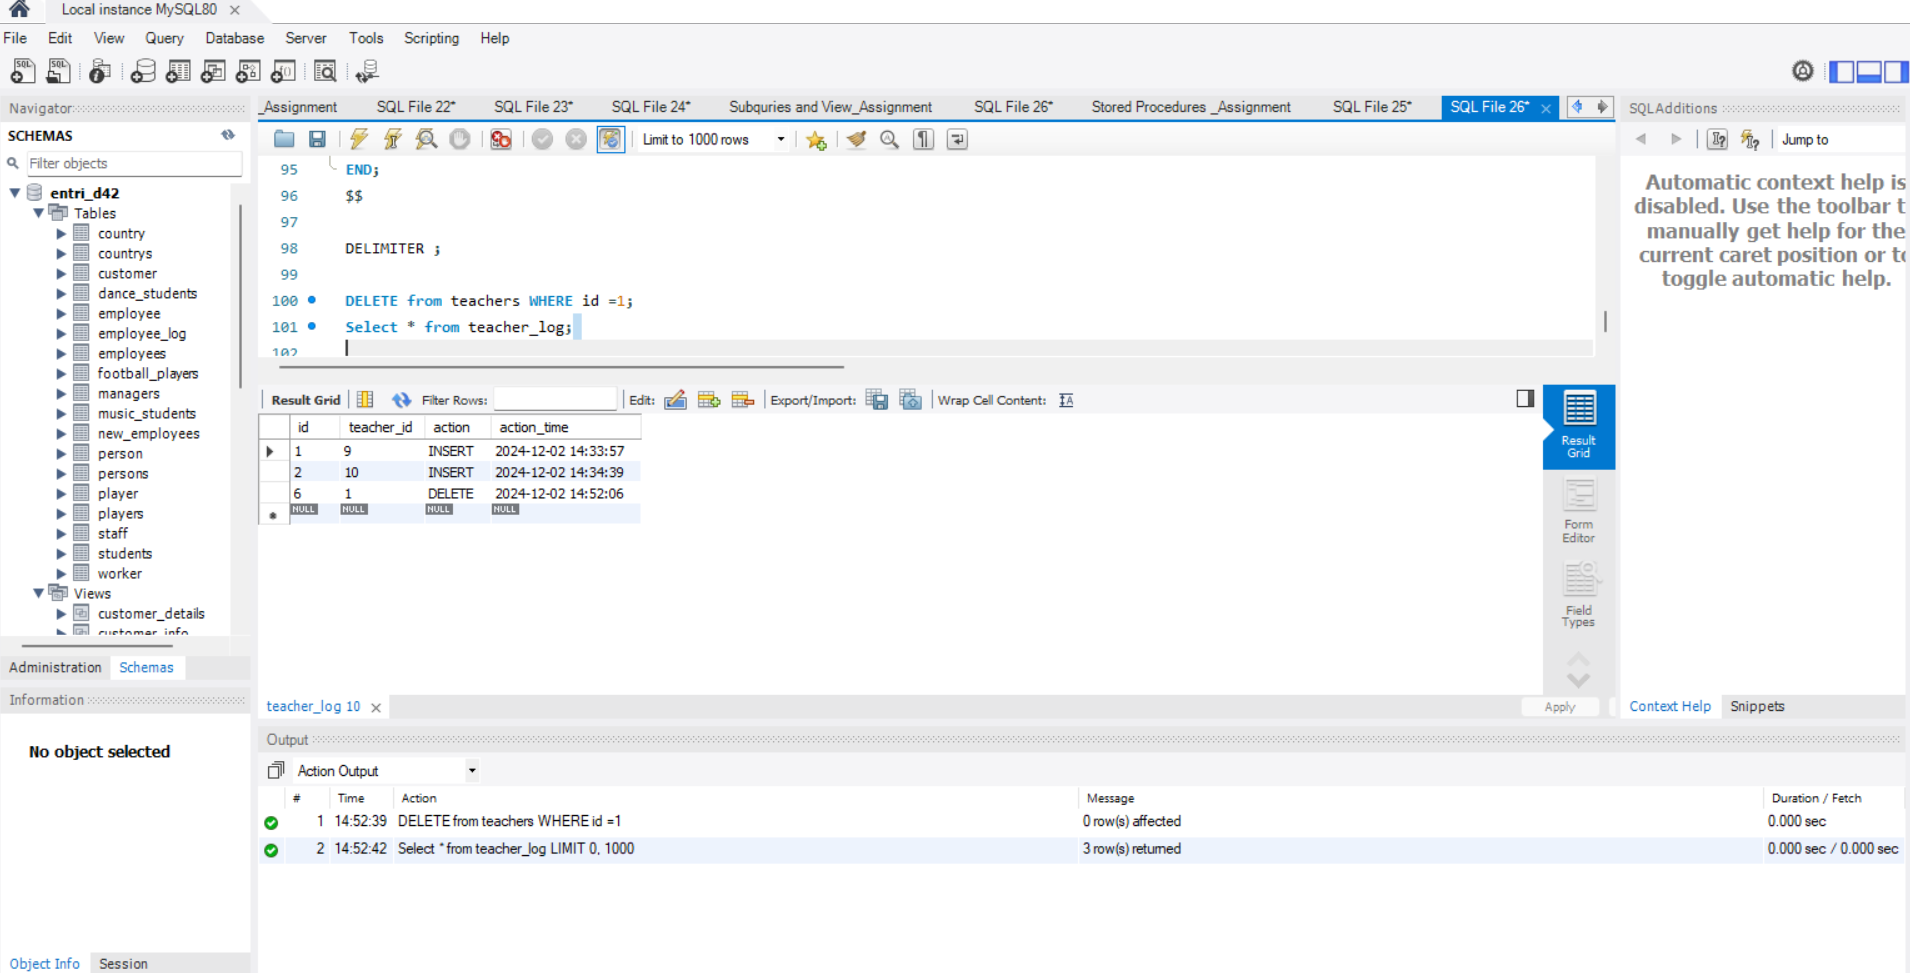 Local instance MySQL80
File Edit View Query Database Server Tools Scripting Help
Navigator
SCHEMAS
Filter objects
entri_d42
Tables
country
countrys
customer
dance_students
employee
employee_log
employees
football_players
managers
music_students
new_employees
person
persons
player
players
staff
students
worker
Views
customer_details
customer_info
Administration Schemas
Information
No object selected
Object Info Session
_Assignment SQL File 22* SQL File 23* SQL File 24* Subquries and View_Assignment SQL File 26* Stored Procedures _Assignment SQL File 25* SQL File 26*
Limit to 1000 rows
95 END;
96 $$
97
98 DELIMITER ;
99
100 DELETE from teachers WHERE id =1;
101 Select * from teacher_log;
102
Result Grid Filter Rows: Edit: Export/Import: Wrap Cell Content:
id teacher_id action action_time
1 9 INSERT 2024-12-02 14:33:57
2 10 INSERT 2024-12-02 14:34:39
6 1 DELETE 2024-12-02 14:52:06
NULL NULL NULL NULL
Result
Grid
Form
Editor
Field
Types
teacher_log 10
Apply
Output
Action Output
# Time Action Message Duration / Fetch
1 14:52:39 DELETE from teachers WHERE id =1 0 row(s) affected 0.000 sec
2 14:52:42 Select * from teacher_log LIMIT 0, 1000 3 row(s) returned 0.000 sec / 0.000 sec
SQLAdditions
Jump to
Automatic context help is
disabled. Use the toolbar t
manually get help for the
current caret position or to
toggle automatic help.
Context Help Snippets